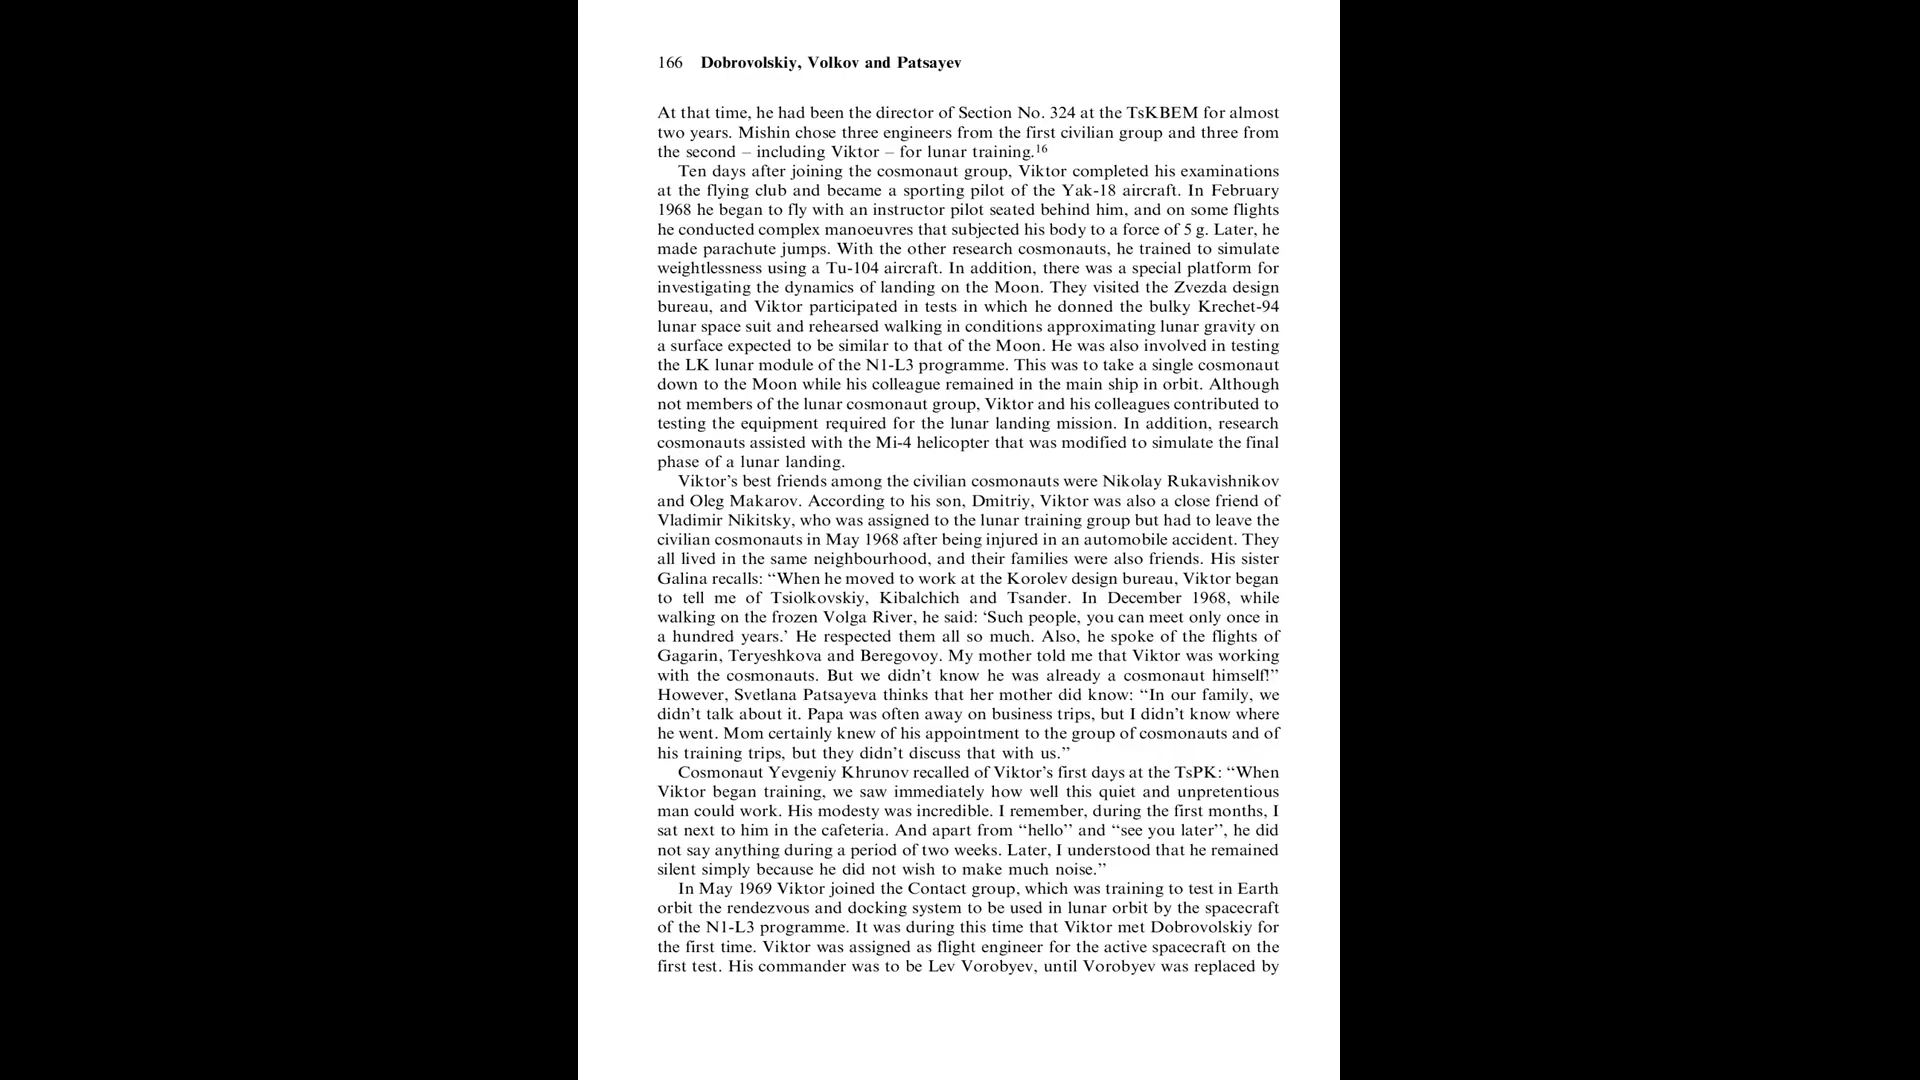 166 Dobrovolskiy, Volkov and Patsayev
At that time, he had been the director of Section No. 324 at the TsKBEM for almost
two years. Mishin chose three engineers from the first civilian group and three from
the second – including Viktor – for lunar training.16
Ten days after joining the cosmonaut group, Viktor completed his examinations
at the flying club and became a sporting pilot of the Yak-18 aircraft. In February
1968 he began to fly with an instructor pilot seated behind him, and on some flights
he conducted complex manoeuvres that subjected his body to a force of 5 g. Later, he
made parachute jumps. With the other research cosmonauts, he trained to simulate
weightlessness using a Tu-104 aircraft. In addition, there was a special platform for
investigating the dynamics of landing on the Moon. They visited the Zvezda design
bureau, and Viktor participated in tests in which he donned the bulky Krechet-94
lunar space suit and rehearsed walking in conditions approximating lunar gravity on
a surface expected to be similar to that of the Moon. He was also involved in testing
the LK lunar module of the N1-L3 programme. This was to take a single cosmonaut
down to the Moon while his colleague remained in the main ship in orbit. Although
not members of the lunar cosmonaut group, Viktor and his colleagues contributed to
testing the equipment required for the lunar landing mission. In addition, research
cosmonauts assisted with the Mi-4 helicopter that was modified to simulate the final
phase of a lunar landing.
Viktor's best friends among the civilian cosmonauts were Nikolay Rukavishnikov
and Oleg Makarov. According to his son, Dmitriy, Viktor was also a close friend of
Vladimir Nikitsky, who was assigned to the lunar training group but had to leave the
civilian cosmonauts in May 1968 after being injured in an automobile accident. They
all lived in the same neighbourhood, and their families were also friends. His sister
Galina recalls: "When he moved to work at the Korolev design bureau, Viktor began
to tell me of Tsiolkovskiy, Kibalchich and Tsander. In December 1968, while
walking on the frozen Volga River, he said: 'Such people, you can meet only once in
a hundred years.' He respected them all so much. Also, he spoke of the flights of
Gagarin, Teryeshkova and Beregovoy. My mother told me that Viktor was working
with the cosmonauts. But we didn't know he was already a cosmonaut himself!"
However, Svetlana Patsayeva thinks that her mother did know: "In our family, we
didn't talk about it. Papa was often away on business trips, but I didn't know where
he went. Mom certainly knew of his appointment to the group of cosmonauts and of
his training trips, but they didn't discuss that with us."
Cosmonaut Yevgeniy Khrunov recalled of Viktor's first days at the TsPK: "When
Viktor began training, we saw immediately how well this quiet and unpretentious
man could work. His modesty was incredible. I remember, during the first months, I
sat next to him in the cafeteria. And apart from "hello" and "see you later", he did
not say anything during a period of two weeks. Later, I understood that he remained
silent simply because he did not wish to make much noise."
In May 1969 Viktor joined the Contact group, which was training to test in Earth
orbit the rendezvous and docking system to be used in lunar orbit by the spacecraft
of the N1-L3 programme. It was during this time that Viktor met Dobrovolskiy for
the first time. Viktor was assigned as flight engineer for the active spacecraft on the
first test. His commander was to be Lev Vorobyev, until Vorobyev was replaced by